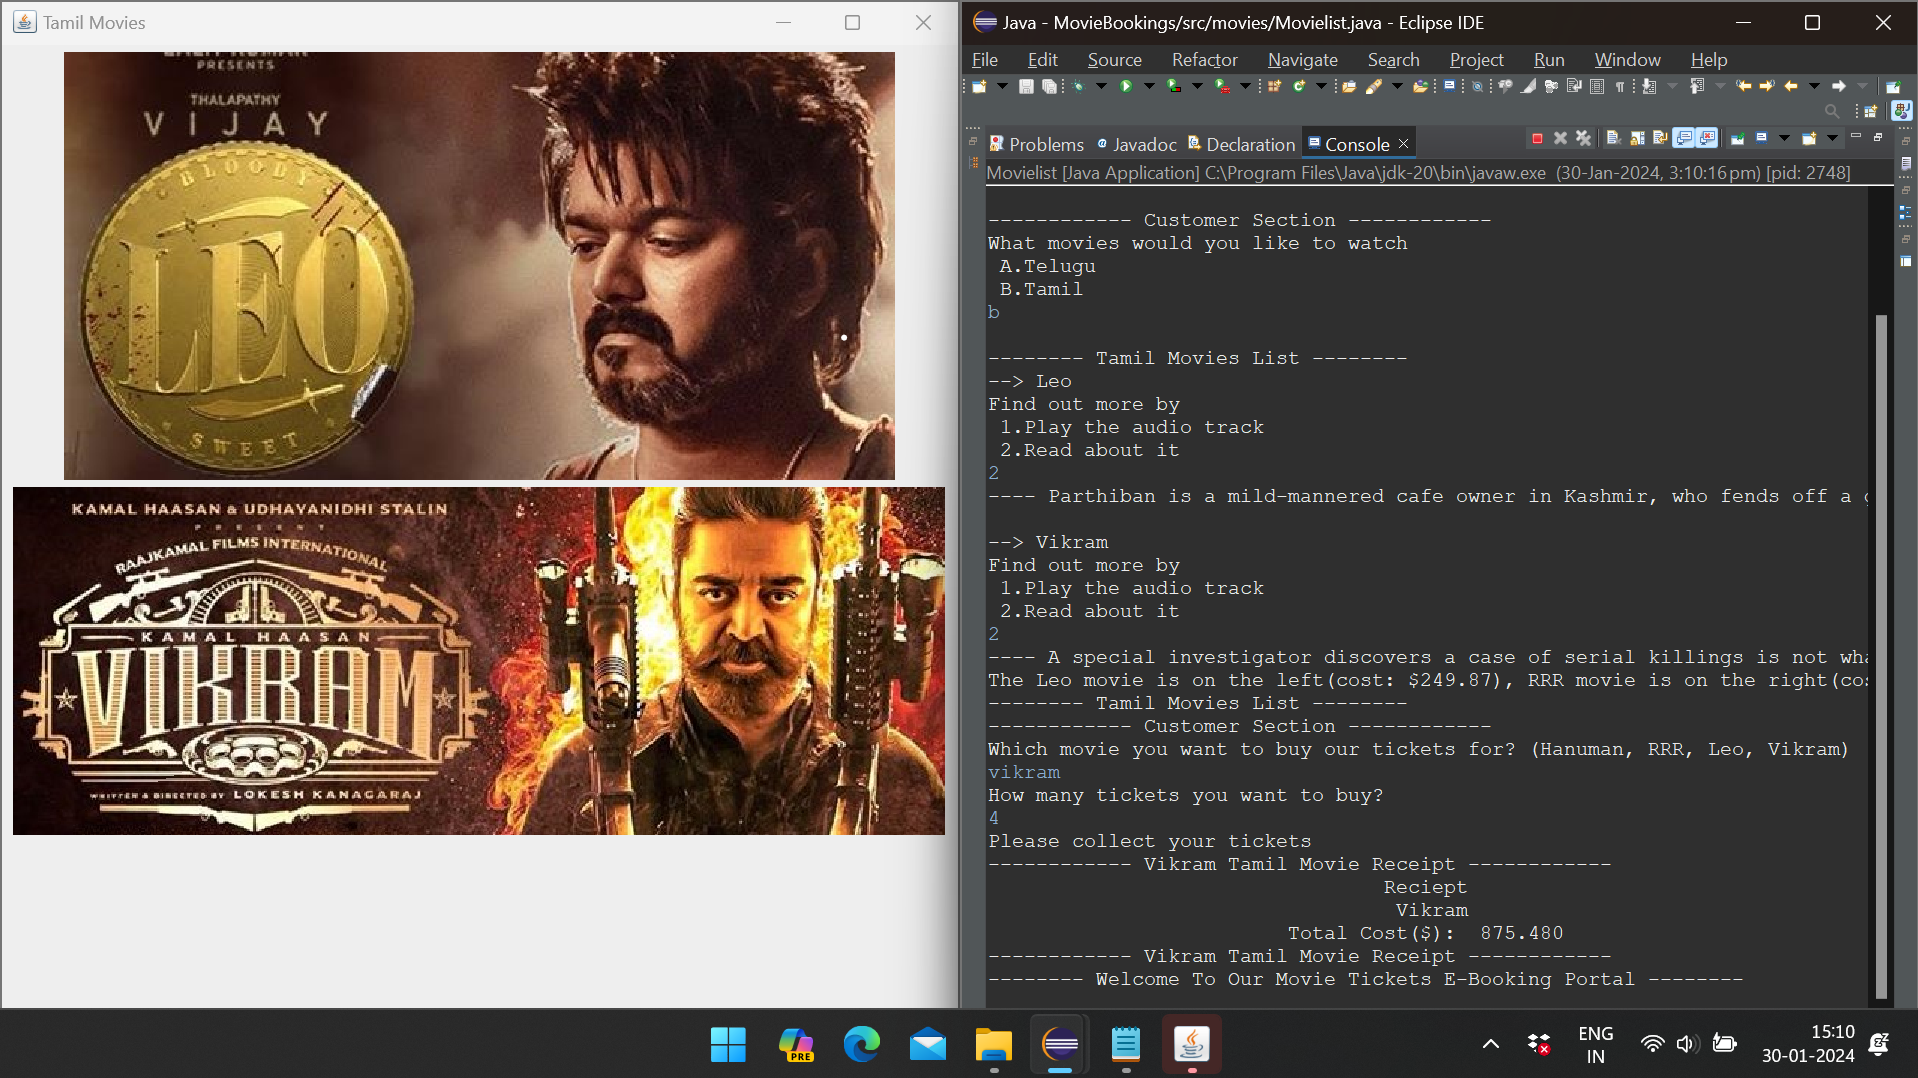 Tamil Movies
PRESENTS
THALAPATHY
VIJAY
BLOODY
LEO
SWEET
KAMAL HAASAN & UDHAYANIDHI STALIN
PRESENT
RAAJKAMAL FILMS INTERNATIONAL
KAMAL HAASAN
VIKRAM
WRITTEN & DIRECTED BY LOKESH KANAGARAJ
Java - MovieBookings/src/movies/Movielist.java - Eclipse IDE
File Edit Source Refactor Navigate Search Project Run Window Help
Problems Javadoc Declaration Console
Movielist [Java Application] C:\Program Files\Java\jdk-20\bin\javaw.exe (30-Jan-2024, 3:10:16 pm) [pid: 2748]
------------ Customer Section ------------
What movies would you like to watch
A.Telugu
B.Tamil
b
-------- Tamil Movies List --------
--> Leo
Find out more by
1.Play the audio track
2.Read about it
2
---- Parthiban is a mild-mannered cafe owner in Kashmir, who fends off a
--> Vikram
Find out more by
1.Play the audio track
2.Read about it
2
---- A special investigator discovers a case of serial killings is not
The Leo movie is on the left(cost: $249.87), RRR movie is on the right(
-------- Tamil Movies List --------
------------ Customer Section ------------
Which movie you want to buy our tickets for? (Hanuman, RRR, Leo, Vikram)
vikram
How many tickets you want to buy?
4
Please collect your tickets
------------ Vikram Tamil Movie Receipt ------------
Reciept
Vikram
Total Cost($): 875.480
------------ Vikram Tamil Movie Receipt ------------
-------- Welcome To Our Movie Tickets E-Booking Portal --------
PRE
ENG
IN
15:10
30-01-2024